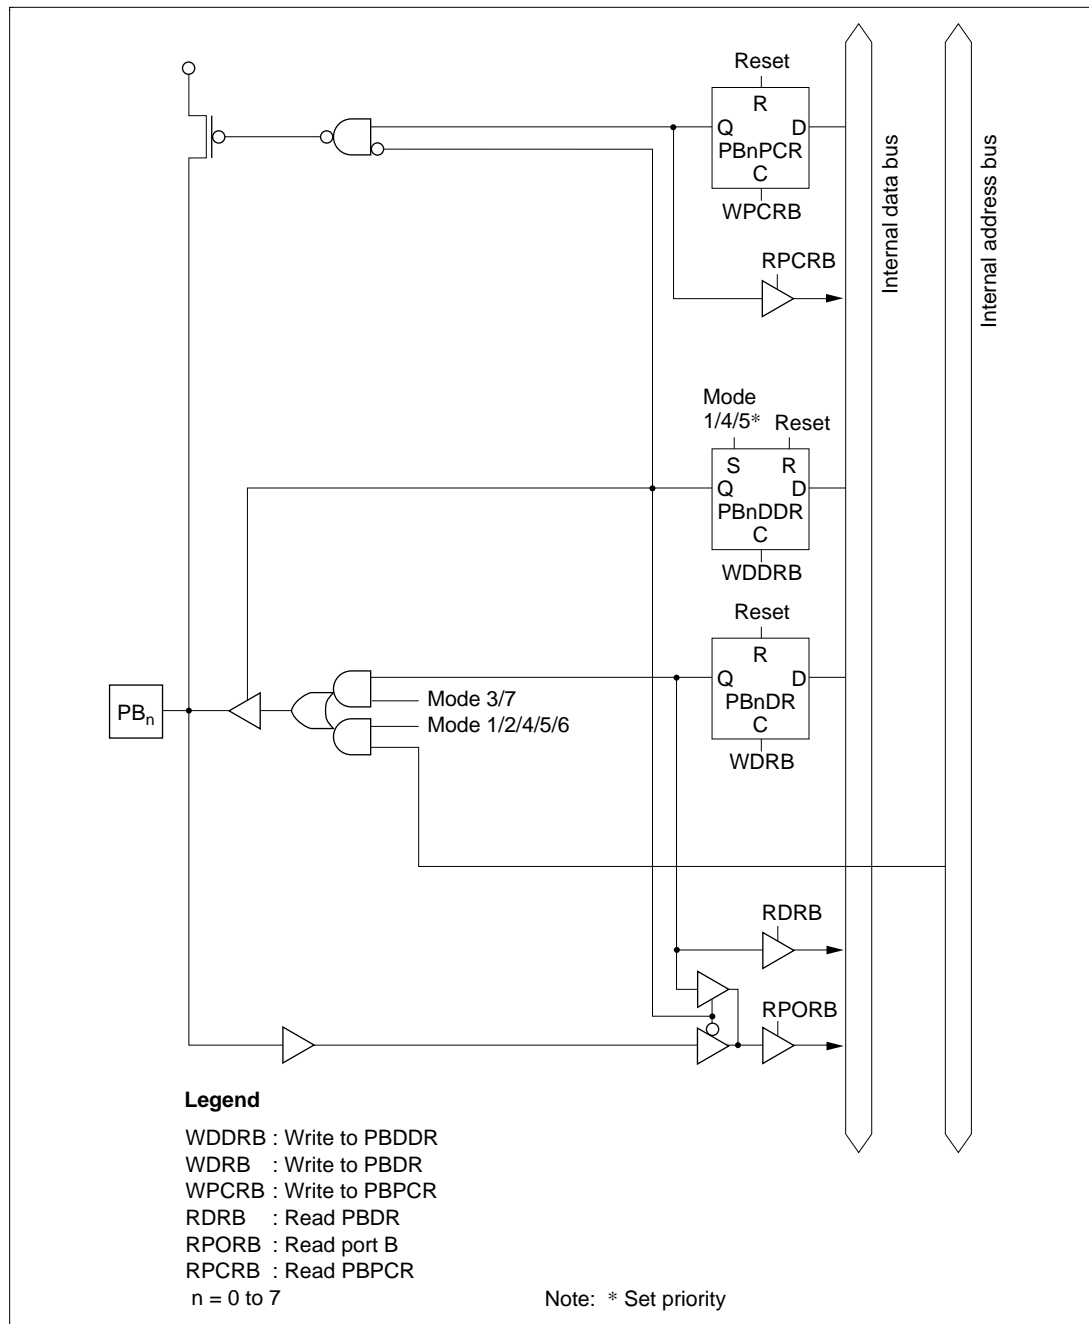 Reset
R
Q D
PBnPCR
C
WPCRB
Internal data bus
Internal address bus
RPCRB
Mode
1/4/5* Reset
S R
Q D
PBnDDR
C
WDDRB
Reset
R
Q D
PBnDR
C
WDRB
Mode 3/7
Mode 1/2/4/5/6
PBn
RDRB
RPORB
Legend
WDDRB : Write to PBDDR
WDRB : Write to PBDR
WPCRB : Write to PBPCR
RDRB : Read PBDR
RPORB : Read port B
RPCRB : Read PBPCR
n = 0 to 7
Note: * Set priority